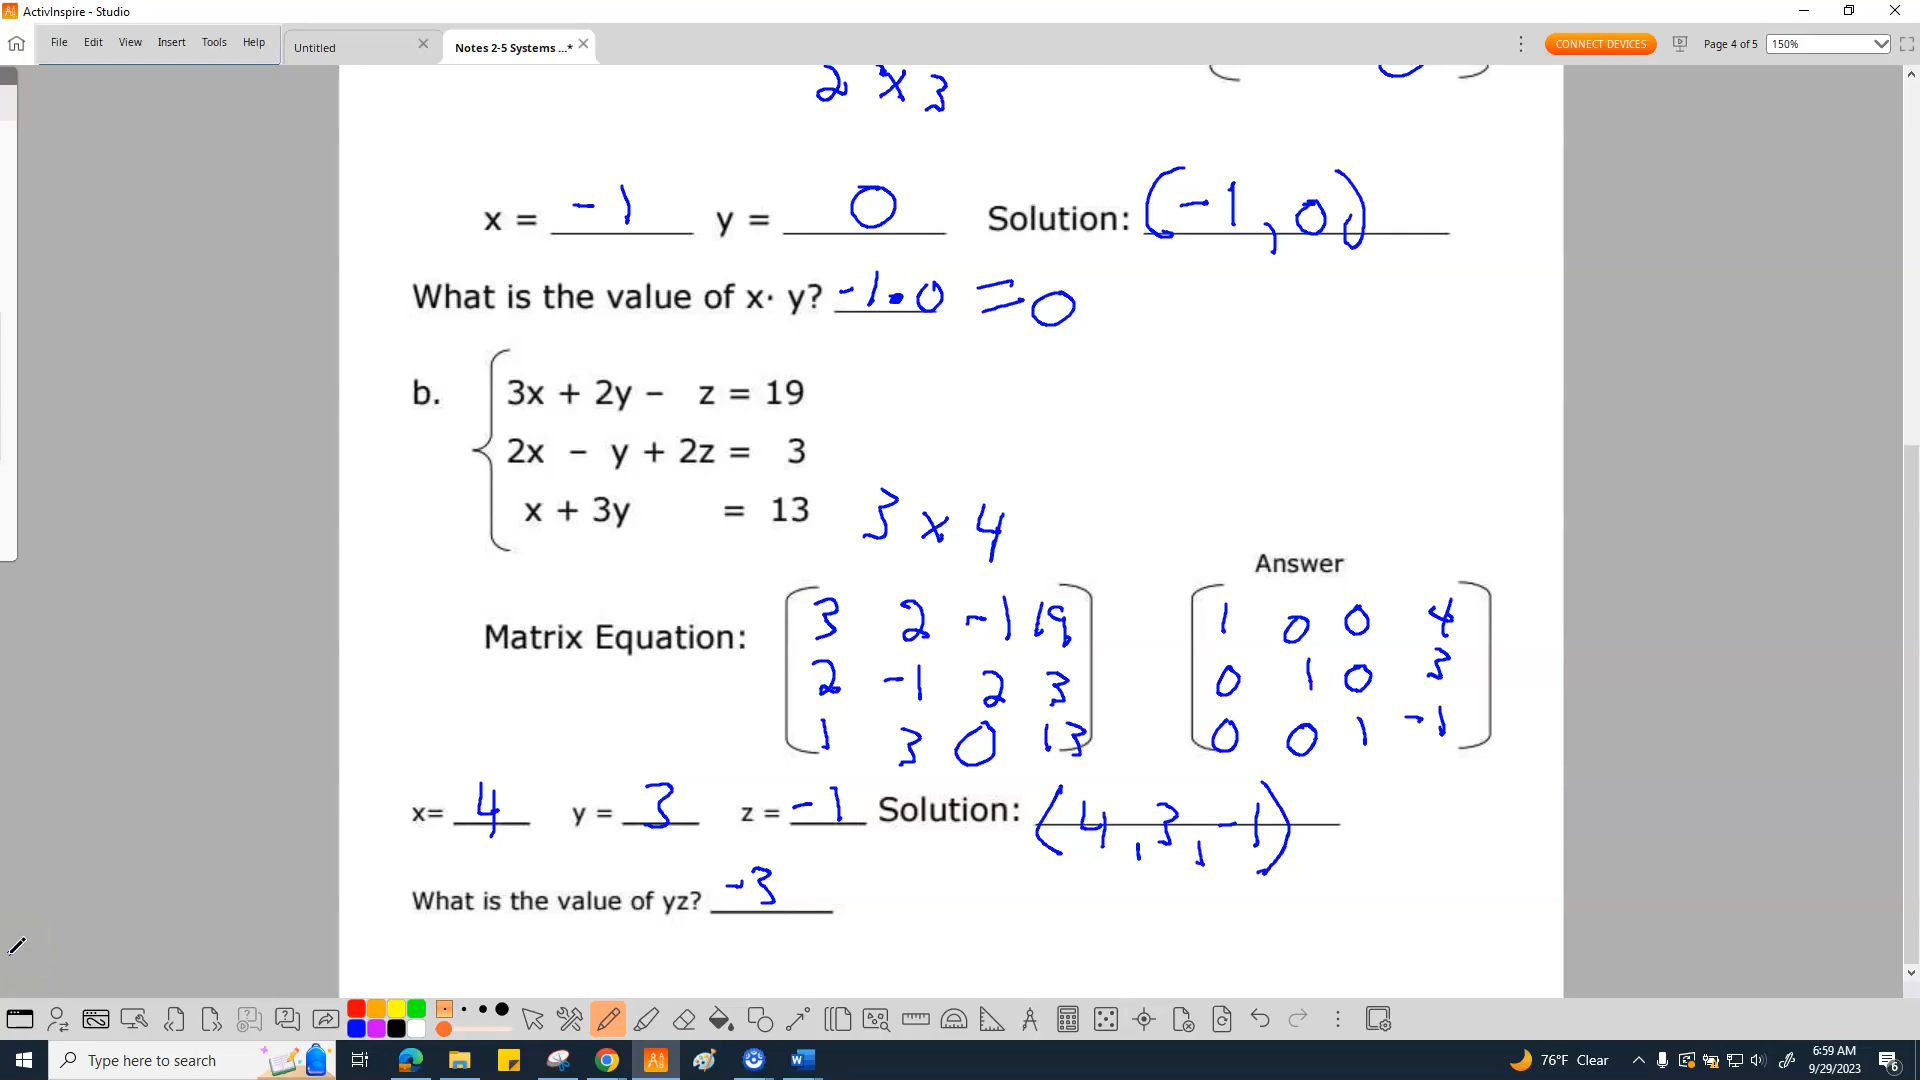 ActivInspire - Studio
File Edit View Insert Tools Help
Untitled
Notes 2-5 Systems ...*
CONNECT DEVICES
Page 4 of 5
150%
2 x 3
x = -1 y = 0 Solution: (-1, 0)
What is the value of x· y? -1·0 = 0
b. 3x + 2y – z = 19
2x – y + 2z = 3
x + 3y = 13
3 x 4
Answer
Matrix Equation:
3 2 -1 19 1 0 0 4
2 -1 2 3 0 1 0 3
1 3 0 13 0 0 1 -1
x= 4 y = 3 z = -1 Solution: (4, 3, -1)
What is the value of yz? -3
Type here to search
76°F Clear
6:59 AM
9/29/2023
6